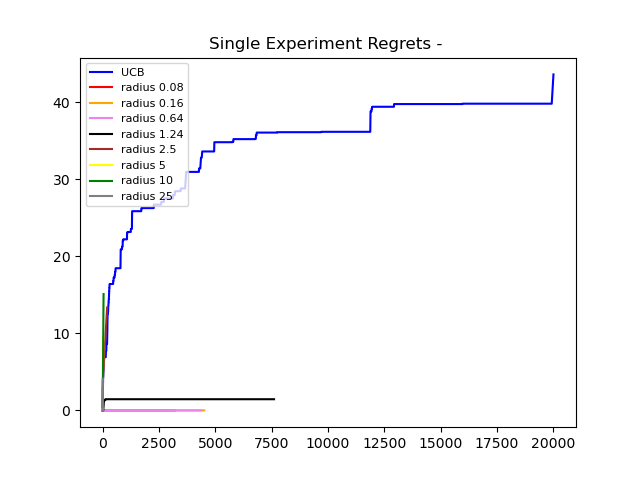 Single Experiment Regrets -
UCB
radius 0.08
radius 0.16
radius 0.64
radius 1.24
radius 2.5
radius 5
radius 10
radius 25
40
30
20
10
0
0 2500 5000 7500 10000 12500 15000 17500 20000